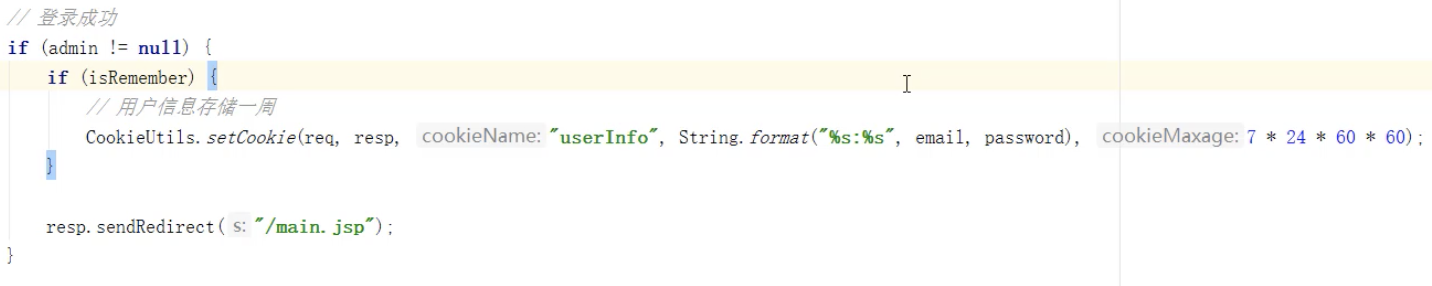 // 登录成功
if (admin != null) {
if (isRemember) {
// 用户信息存储一周
CookieUtils.setCookie(req, resp, cookieName: "userInfo", String.format("%s:%s", email, password), cookieMaxage: 7 * 24 * 60 * 60);
}
resp.sendRedirect( s: "/main.jsp");
}